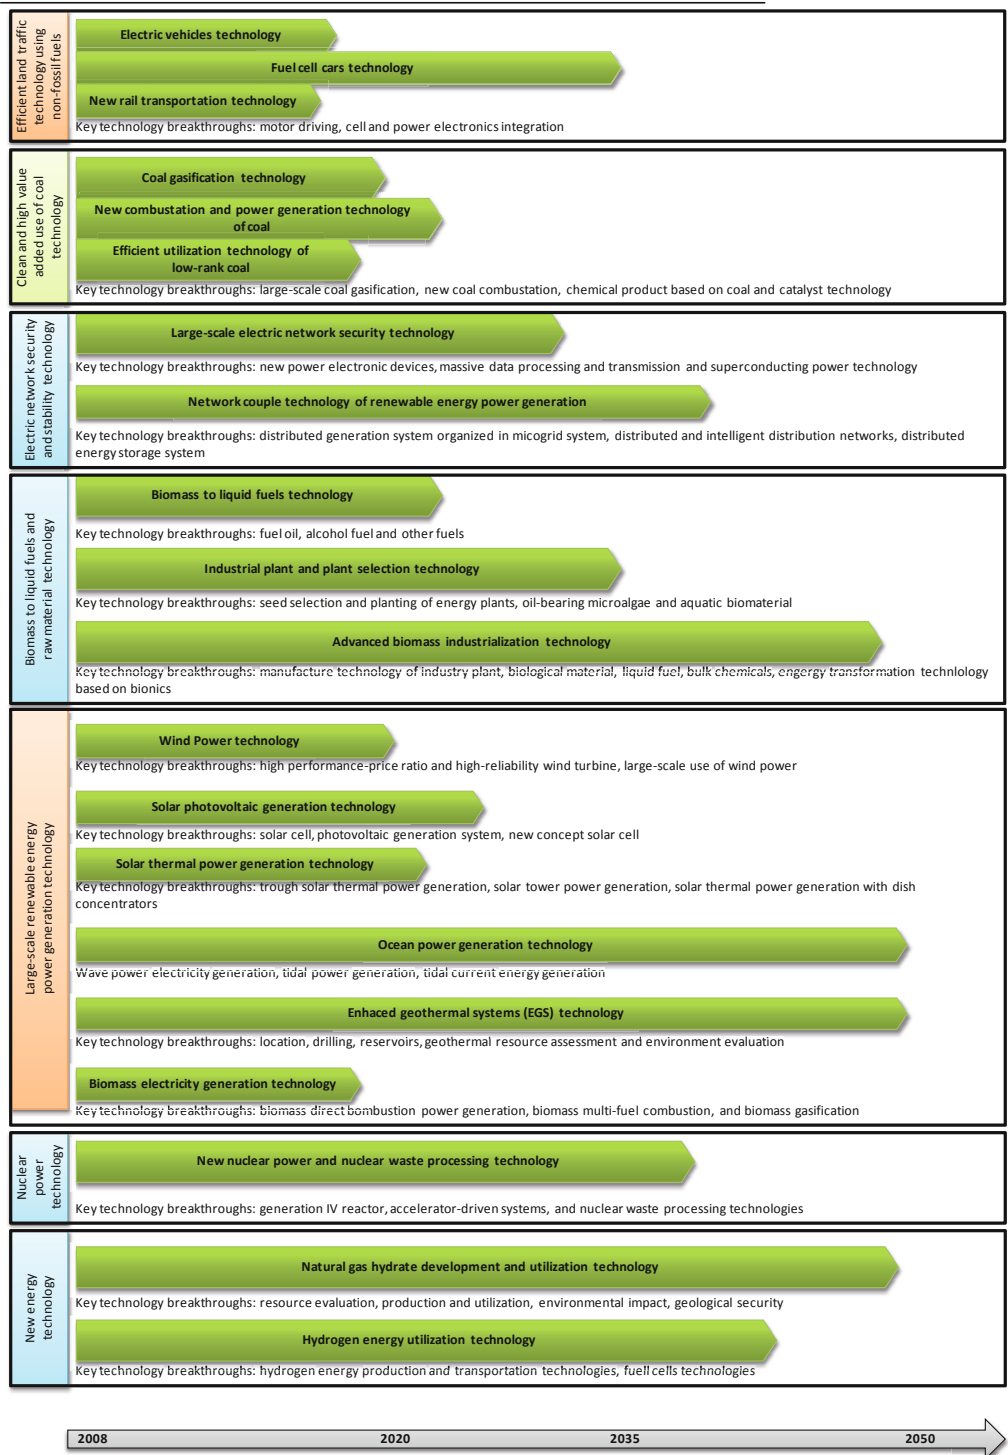 Efficient land traffic
technology using
non-fossil fuels
Electric vehicles technology
Fuel cell cars technology
New rail transportation technology
Key technology breakthroughs: motor driving, cell and power electronics integration
Clean and high value
added use of coal
technology
Coal gasification technology
New combustation and power generation technology
of coal
Efficient utilization technology of
low-rank coal
Key technology breakthroughs: large-scale coal gasification, new coal combustation, chemical product based on coal and catalyst technology
Electric network security
and stability technology
Large-scale electric network security technology
Key technology breakthroughs: new power electronic devices, massive data processing and transmission and superconducting power technology
Network couple technology of renewable energy power generation
Key technology breakthroughs: distributed generation system organized in micogrid system, distributed and intelligent distribution networks, distributed
energy storage system
Biomass to liquid fuels and
raw material technology
Biomass to liquid fuels technology
Key technology breakthroughs: fuel oil, alcohol fuel and other fuels
Industrial plant and plant selection technology
Key technology breakthroughs: seed selection and planting of energy plants, oil-bearing microalgae and aquatic biomaterial
Advanced biomass industrialization technology
Key technology breakthroughs: manufacture technology of industry plant, biological material, liquid fuel, bulk chemicals, engergy transformation technlology
based on bionics
Large-scale renewable energy
power generation technology
Wind Power technology
Key technology breakthroughs: high performance-price ratio and high-reliability wind turbine, large-scale use of wind power
Solar photovoltaic generation technology
Key technology breakthroughs: solar cell, photovoltaic generation system, new concept solar cell
Solar thermal power generation technology
Key technology breakthroughs: trough solar thermal power generation, solar tower power generation, solar thermal power generation with dish
concentrators
Ocean power generation technology
Wave power electricity generation, tidal power generation, tidal current energy generation
Enhaced geothermal systems (EGS) technology
Key technology breakthroughs: location, drilling, reservoirs, geothermal resource assessment and environment evaluation
Biomass electricity generation technology
Key technology breakthroughs: biomass direct bombustion power generation, biomass multi-fuel combustion, and biomass gasification
Nuclear
power
technology
New nuclear power and nuclear waste processing technology
Key technology breakthroughs: generation IV reactor, accelerator-driven systems, and nuclear waste processing technologies
New energy
technology
Natural gas hydrate development and utilization technology
Key technology breakthroughs: resource evaluation, production and utilization, environmental impact, geological security
Hydrogen energy utilization technology
Key technology breakthroughs: hydrogen energy production and transportation technologies, fuell cells technologies
2008 2020 2035 2050